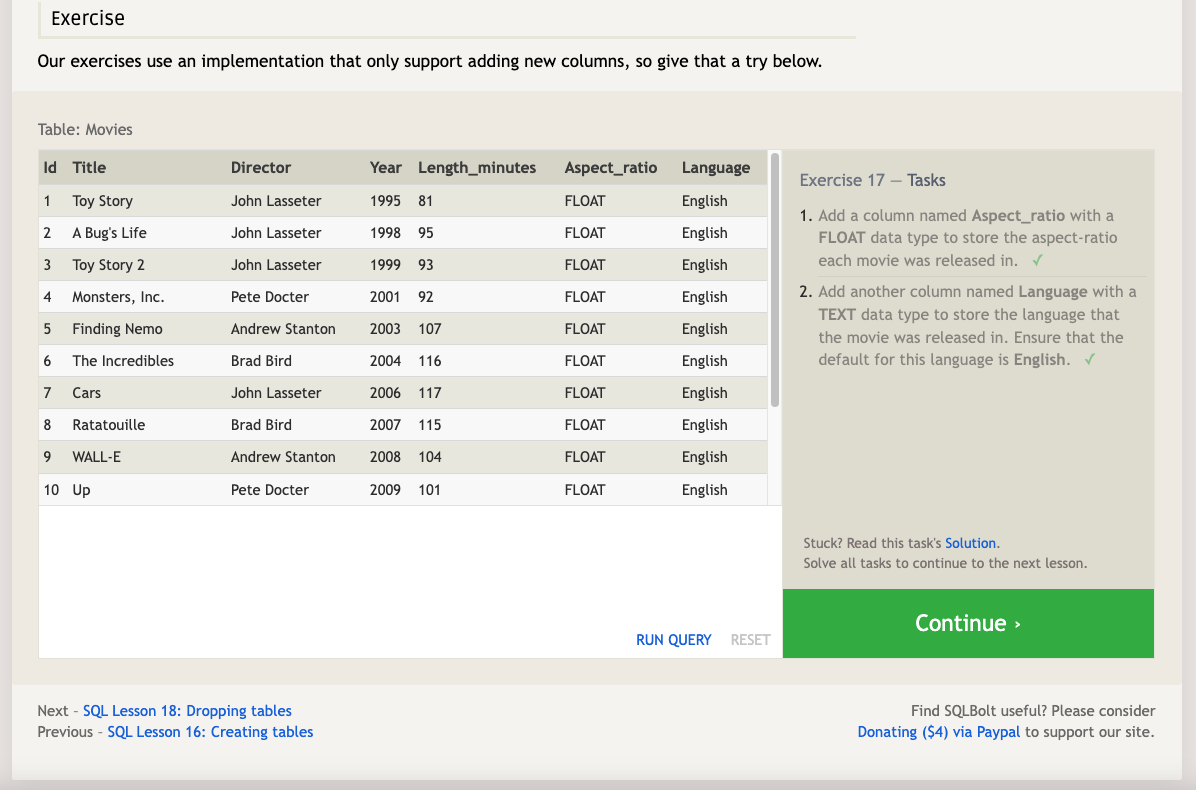 Exercise
Our exercises use an implementation that only support adding new columns, so give that a try below.
Table: Movies
Id Title Director Year Length_minutes Aspect_ratio Language
1 Toy Story John Lasseter 1995 81 FLOAT English
2 A Bug's Life John Lasseter 1998 95 FLOAT English
3 Toy Story 2 John Lasseter 1999 93 FLOAT English
4 Monsters, Inc. Pete Docter 2001 92 FLOAT English
5 Finding Nemo Andrew Stanton 2003 107 FLOAT English
6 The Incredibles Brad Bird 2004 116 FLOAT English
7 Cars John Lasseter 2006 117 FLOAT English
8 Ratatouille Brad Bird 2007 115 FLOAT English
9 WALL-E Andrew Stanton 2008 104 FLOAT English
10 Up Pete Docter 2009 101 FLOAT English
RUN QUERY RESET
Exercise 17 — Tasks
1. Add a column named Aspect_ratio with a
FLOAT data type to store the aspect-ratio
each movie was released in. ✓
2. Add another column named Language with a
TEXT data type to store the language that
the movie was released in. Ensure that the
default for this language is English. ✓
Stuck? Read this task's Solution.
Solve all tasks to continue to the next lesson.
Continue ›
Next – SQL Lesson 18: Dropping tables
Previous – SQL Lesson 16: Creating tables
Find SQLBolt useful? Please consider
Donating ($4) via Paypal to support our site.